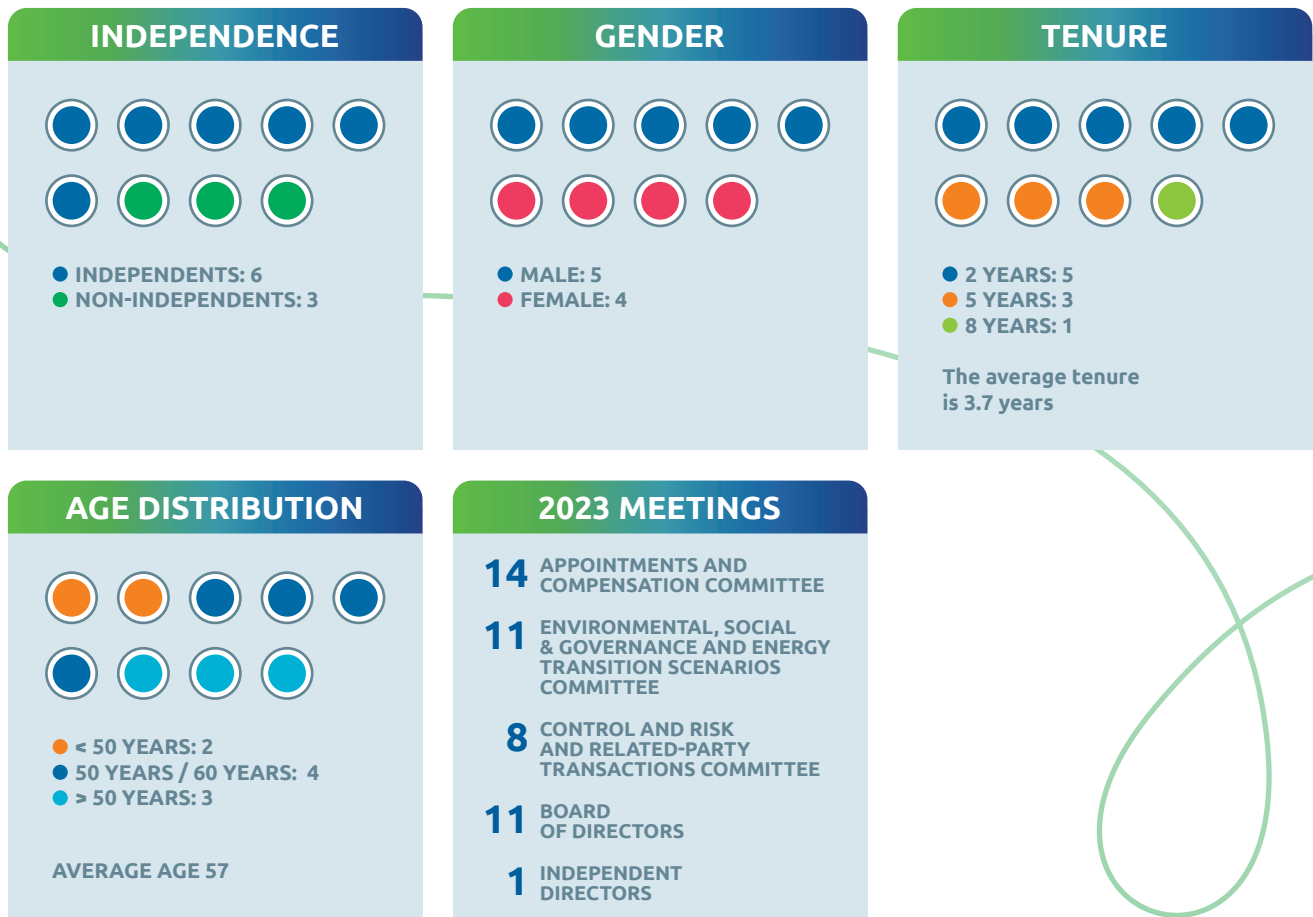 INDEPENDENCE
INDEPENDENTS: 6
NON-INDEPENDENTS: 3
GENDER
MALE: 5
FEMALE: 4
TENURE
2 YEARS: 5
5 YEARS: 3
8 YEARS: 1
The average tenure
is 3.7 years
AGE DISTRIBUTION
< 50 YEARS: 2
50 YEARS / 60 YEARS: 4
> 50 YEARS: 3
AVERAGE AGE 57
2023 MEETINGS
14 APPOINTMENTS AND
COMPENSATION COMMITTEE
11 ENVIRONMENTAL, SOCIAL
& GOVERNANCE AND ENERGY
TRANSITION SCENARIOS
COMMITTEE
8 CONTROL AND RISK
AND RELATED-PARTY
TRANSACTIONS COMMITTEE
11 BOARD
OF DIRECTORS
1 INDEPENDENT
DIRECTORS